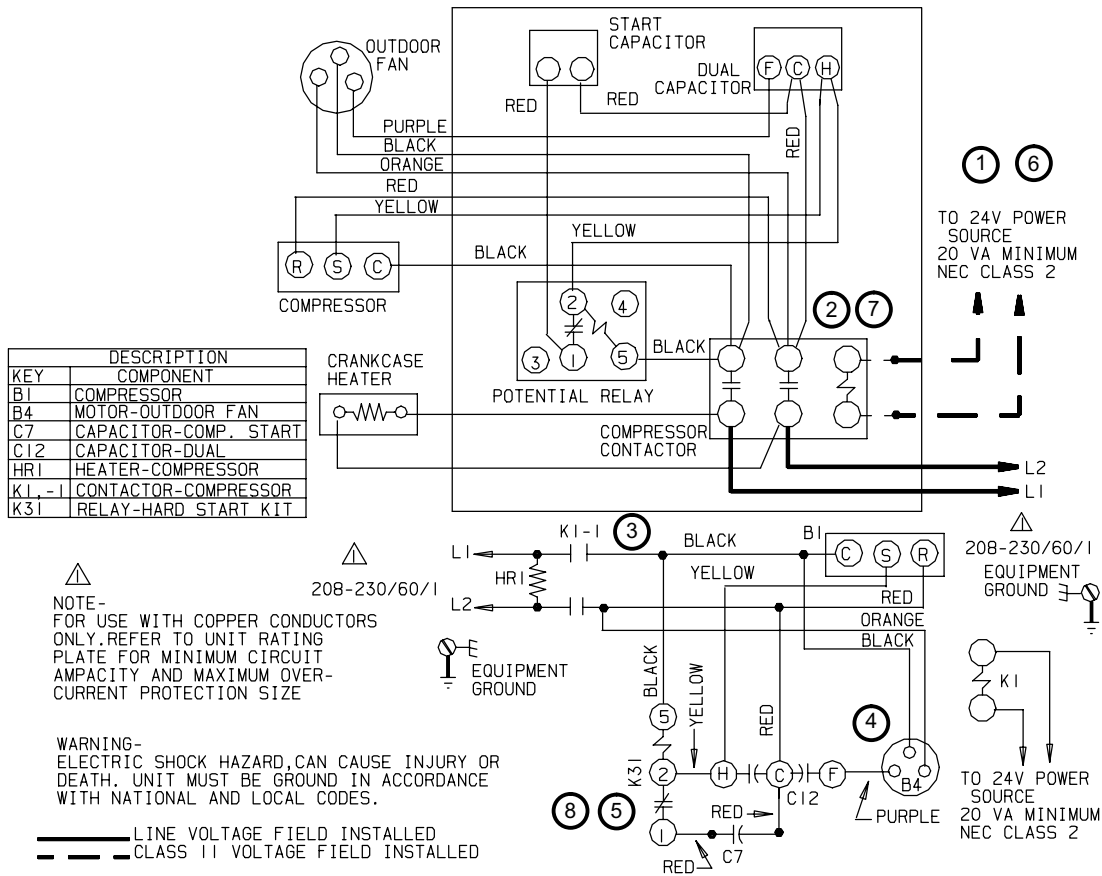 START
CAPACITOR
OUTDOOR
FAN
F C H
DUAL
CAPACITOR
RED
RED
RED
PURPLE
BLACK
ORANGE
RED
YELLOW
1 6
TO 24V POWER
SOURCE
20 VA MINIMUM
NEC CLASS 2
YELLOW
BLACK
R S C
COMPRESSOR
2 4
3 1 5
BLACK
POTENTIAL RELAY
2 7
CRANKCASE
HEATER
COMPRESSOR
CONTACTOR
L2
L1
DESCRIPTION
KEY COMPONENT
B1 COMPRESSOR
B4 MOTOR-OUTDOOR FAN
C7 CAPACITOR-COMP. START
C12 CAPACITOR-DUAL
HR1 HEATER-COMPRESSOR
K1,-1 CONTACTOR-COMPRESSOR
K31 RELAY-HARD START KIT
208-230/60/1
EQUIPMENT
GROUND
208-230/60/1
L1
K1-1
3
BLACK
B1
C S R
HR1
L2
YELLOW
RED
ORANGE
BLACK
EQUIPMENT
GROUND
BLACK
YELLOW
RED
K1
4
5
K31
2 H C F
C12
B4
PURPLE
8 5
1
RED
C7
RED
TO 24V POWER
SOURCE
20 VA MINIMUM
NEC CLASS 2
NOTE-
FOR USE WITH COPPER CONDUCTORS
ONLY.REFER TO UNIT RATING
PLATE FOR MINIMUM CIRCUIT
AMPACITY AND MAXIMUM OVER-
CURRENT PROTECTION SIZE
WARNING-
ELECTRIC SHOCK HAZARD,CAN CAUSE INJURY OR
DEATH. UNIT MUST BE GROUND IN ACCORDANCE
WITH NATIONAL AND LOCAL CODES.
LINE VOLTAGE FIELD INSTALLED
CLASS II VOLTAGE FIELD INSTALLED